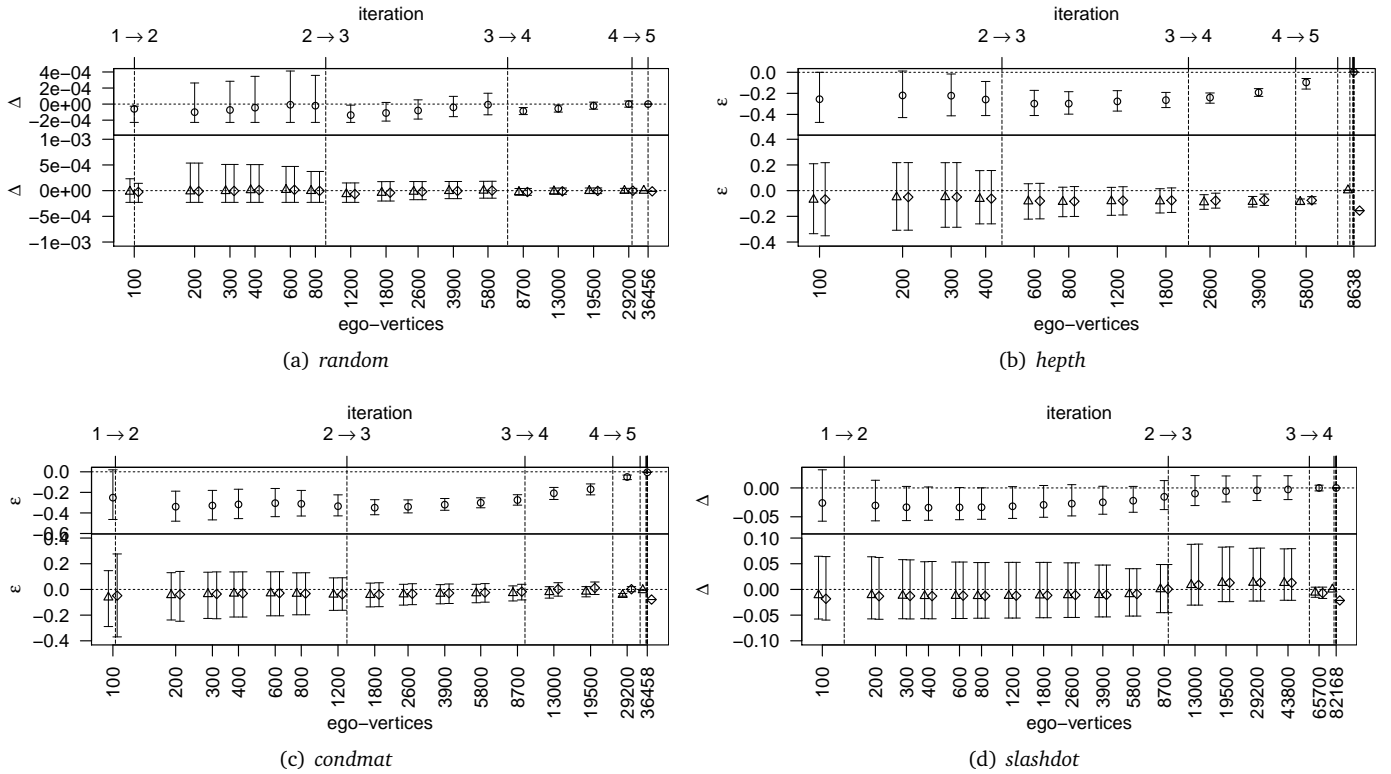 iteration
1 → 2 2 → 3 3 → 4 4 → 5
4e−04
0e+00
−2e−04
Δ
1e−03
5e−04
0e+00
−5e−04
−1e−03
Δ
100 200 300 400 600 800 1200 1800 2600 3900 5800 8700 13000 19500 29200 36456
ego−vertices
(a) random
iteration
2 → 3 3 → 4 4 → 5
0.0
−0.2
−0.4
ε
0.4
0.2
0.0
−0.2
−0.4
ε
100 200 300 400 600 800 1200 1800 2600 3900 5800 8638
ego−vertices
(b) hepth
iteration
1 → 2 2 → 3 3 → 4 4 → 5
0.0
−0.2
−0.4
−0.6
ε
0.4
0.2
0.0
−0.2
−0.4
ε
100 200 300 400 600 800 1200 1800 2600 3900 5800 8700 13000 19500 29200 36458
ego−vertices
(c) condmat
iteration
1 → 2 2 → 3 3 → 4
0.00
−0.05
Δ
0.10
0.05
0.00
−0.05
−0.10
Δ
100 200 300 400 600 800 1200 1800 2600 3900 5800 8700 13000 19500 29200 43800 65700 82168
ego−vertices
(d) slashdot